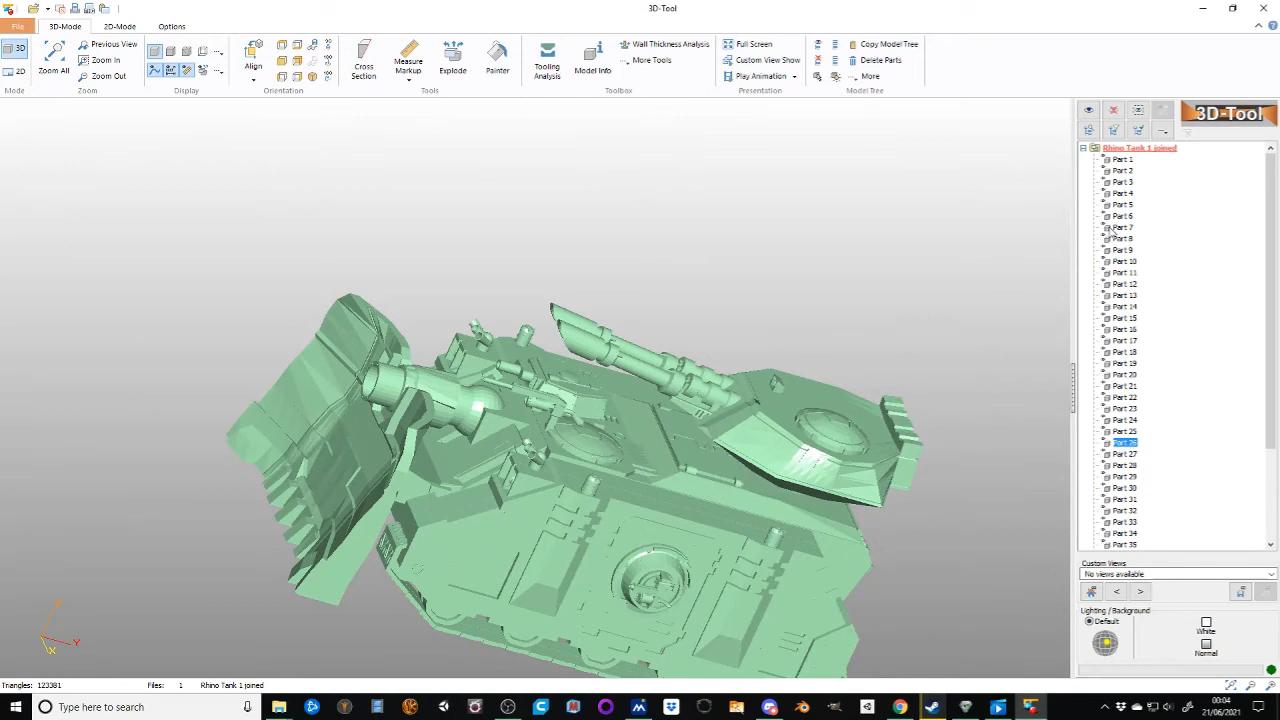 3D-Tool
File
3D-Mode
2D-Mode
Options
3D
2D
Mode
Zoom All
Previous View
Zoom In
Zoom Out
Zoom
Display
Align
Orientation
Cross Section
Measure Markup
Explode
Painter
Tools
Tooling Analysis
Model Info
Wall Thickness Analysis
More Tools
Toolbox
Full Screen
Custom View Show
Play Animation
Presentation
Copy Model Tree
Delete Parts
More
Model Tree
3D-Tool
Rhino Tank 1 joined
Part 1
Part 2
Part 3
Part 4
Part 5
Part 6
Part 7
Part 8
Part 9
Part 10
Part 11
Part 12
Part 13
Part 14
Part 15
Part 16
Part 17
Part 18
Part 19
Part 20
Part 21
Part 22
Part 23
Part 24
Part 25
Part 26
Part 27
Part 28
Part 29
Part 30
Part 31
Part 32
Part 33
Part 34
Part 35
Custom Views
No views available
Lighting / Background
Default
White
Normal
Z
Y
X
Triangles: 123381 Files: 1 Rhino Tank 1 joined
Type here to search
00:04
21/06/2021